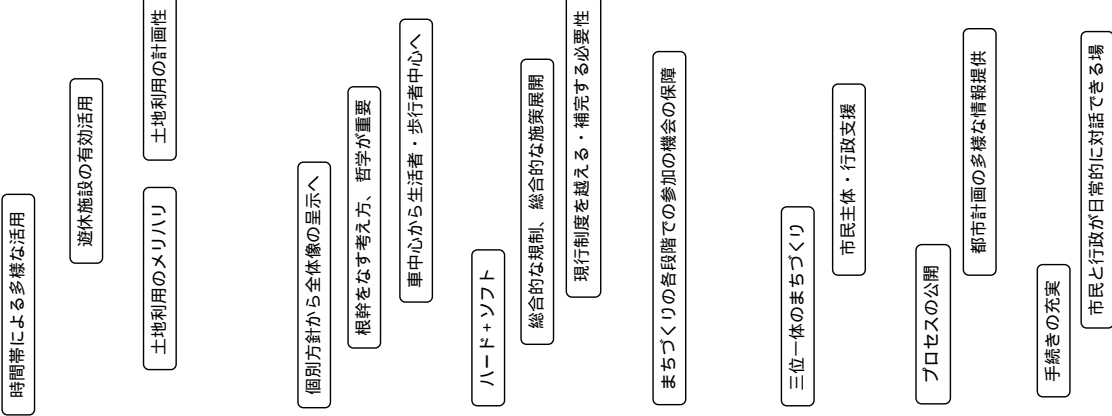 時間帯による多様な活用
遊休施設の有効活用
土地利用のメリハリ
土地利用の計画性
個別方針から全体像の呈示へ
根幹をなす考え方、哲学が重要
車中心から生活者・歩行者中心へ
ハード+ソフト
総合的な規制、総合的な施策展開
現行制度を越える・補完する必要性
まちづくりの各段階での参加の機会の保障
三位一体のまちづくり
市民主体・行政支援
プロセスの公開
都市計画の多様な情報提供
手続きの充実
市民と行政が日常的に対話できる場